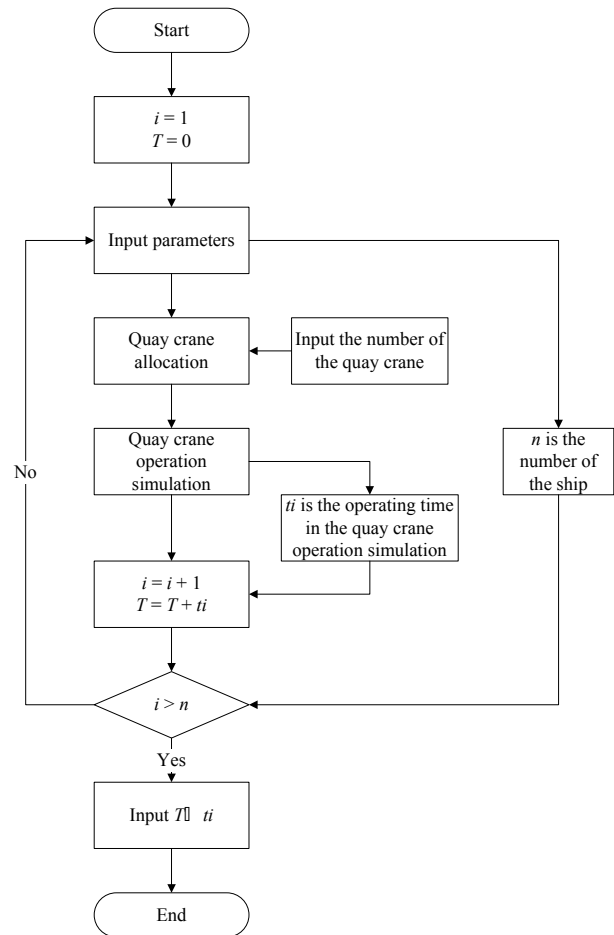 Start
i = 1
T = 0
Input parameters
Quay crane
allocation
Input the number of
the quay crane
Quay crane
operation
simulation
No
n is the
number of
the ship
ti is the operating time
in the quay crane
operation simulation
i = i + 1
T = T + ti
i > n
Yes
Input T ti
End